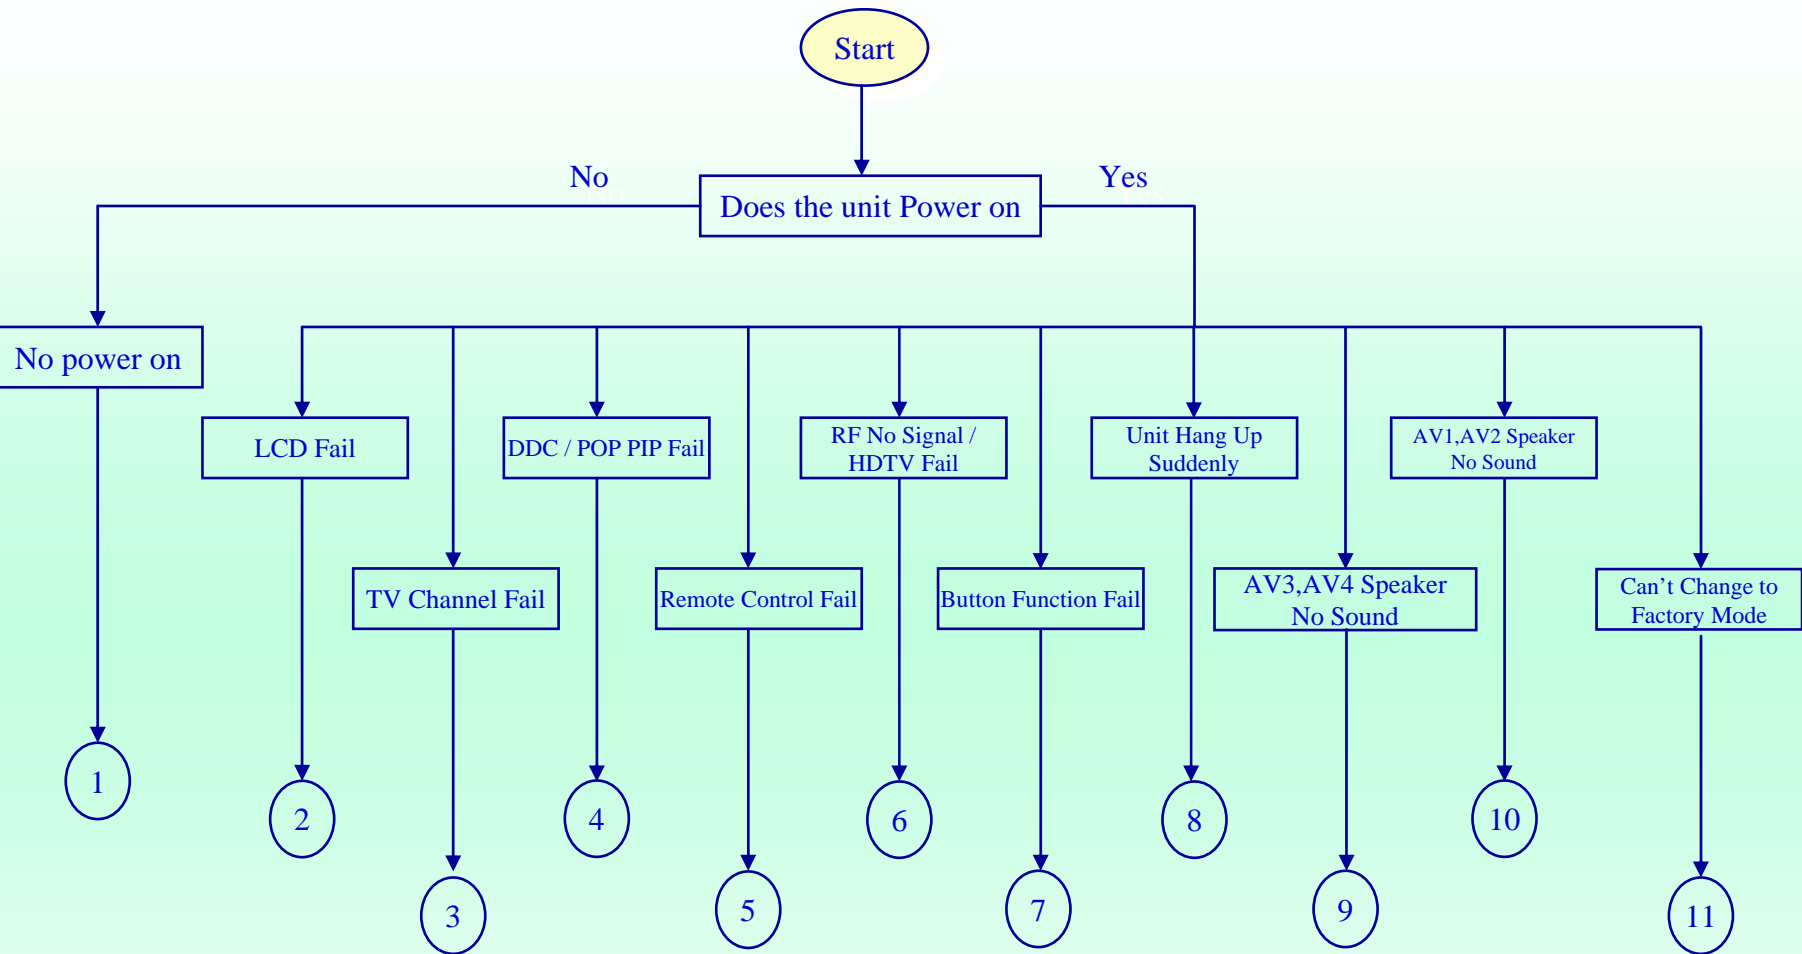 Start
No
Yes
Does the unit Power on
No power on
LCD Fail
DDC / POP PIP Fail
RF No Signal /
HDTV Fail
Unit Hang Up
Suddenly
AV1,AV2 Speaker
No Sound
TV Channel Fail
Remote Control Fail
Button Function Fail
AV3,AV4 Speaker
No Sound
Can’t Change to
Factory Mode
1
2
4
6
8
10
3
5
7
9
11